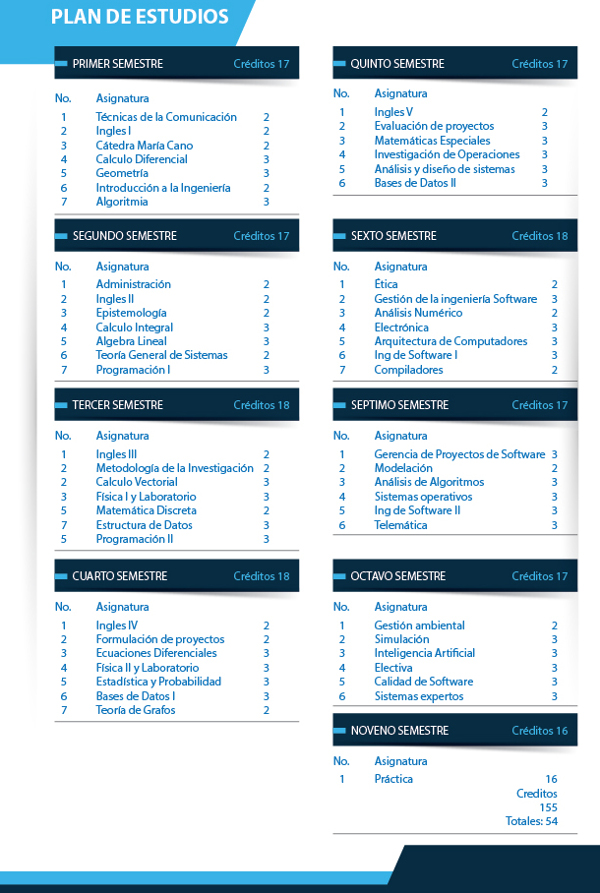 PLAN DE ESTUDIOS
PRIMER SEMESTRE Créditos 17
No. Asignatura
1 Técnicas de la Comunicación 2
2 Ingles I 2
3 Cátedra María Cano 2
4 Calculo Diferencial 3
5 Geometría 3
6 Introducción a la Ingeniería 2
7 Algoritmia 3
SEGUNDO SEMESTRE Créditos 17
No. Asignatura
1 Administración 2
2 Ingles II 2
3 Epistemología 2
4 Calculo Integral 3
5 Algebra Lineal 3
6 Teoría General de Sistemas 2
7 Programación I 3
TERCER SEMESTRE Créditos 18
No. Asignatura
1 Ingles III 2
2 Metodología de la Investigación 2
2 Calculo Vectorial 3
3 Física I y Laboratorio 3
5 Matemática Discreta 2
7 Estructura de Datos 3
5 Programación II 3
CUARTO SEMESTRE Créditos 18
No. Asignatura
1 Ingles IV 2
2 Formulación de proyectos 2
3 Ecuaciones Diferenciales 3
4 Física II y Laboratorio 3
5 Estadística y Probabilidad 3
6 Bases de Datos I 3
7 Teoría de Grafos 2
QUINTO SEMESTRE Créditos 17
No. Asignatura
1 Ingles V 2
2 Evaluación de proyectos 3
3 Matemáticas Especiales 3
4 Investigación de Operaciones 3
5 Análisis y diseño de sistemas 3
6 Bases de Datos II 3
SEXTO SEMESTRE Créditos 18
No. Asignatura
1 Ética 2
2 Gestión de la ingeniería Software 3
3 Análisis Numérico 2
4 Electrónica 3
5 Arquitectura de Computadores 3
6 Ing de Software I 3
7 Compiladores 2
SEPTIMO SEMESTRE Créditos 17
No. Asignatura
1 Gerencia de Proyectos de Software 3
2 Modelación 2
3 Análisis de Algoritmos 3
4 Sistemas operativos 3
5 Ing de Software II 3
6 Telemática 3
OCTAVO SEMESTRE Créditos 17
No. Asignatura
1 Gestión ambiental 2
2 Simulación 3
3 Inteligencia Artificial 3
4 Electiva 3
5 Calidad de Software 3
6 Sistemas expertos 3
NOVENO SEMESTRE Créditos 16
No. Asignatura
1 Práctica 16
Creditos
155
Totales: 54